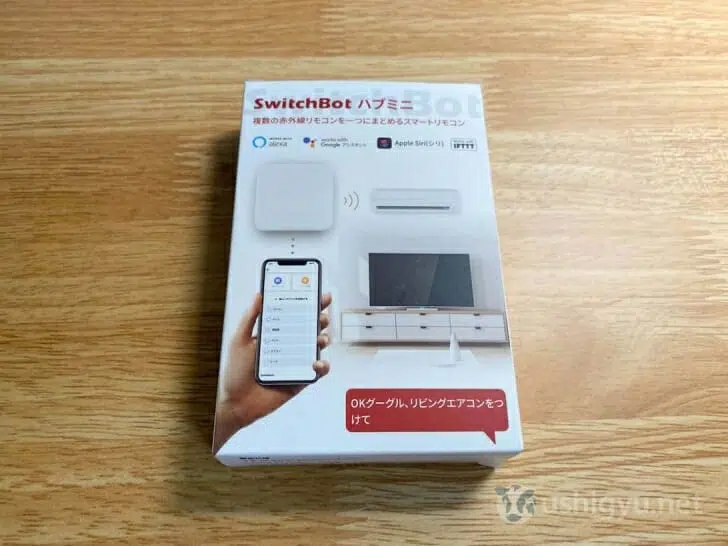 SwitchBot
SwitchBot ハブミニ
複数の赤外線リモコンを一つにまとめるスマートリモコン
WORKS WITH
alexa
works with
Google アシスタント
Apple Siri(シリ)
IFTTT
OKグーグル、リビングエアコンをつ
けて
ushigyu.net